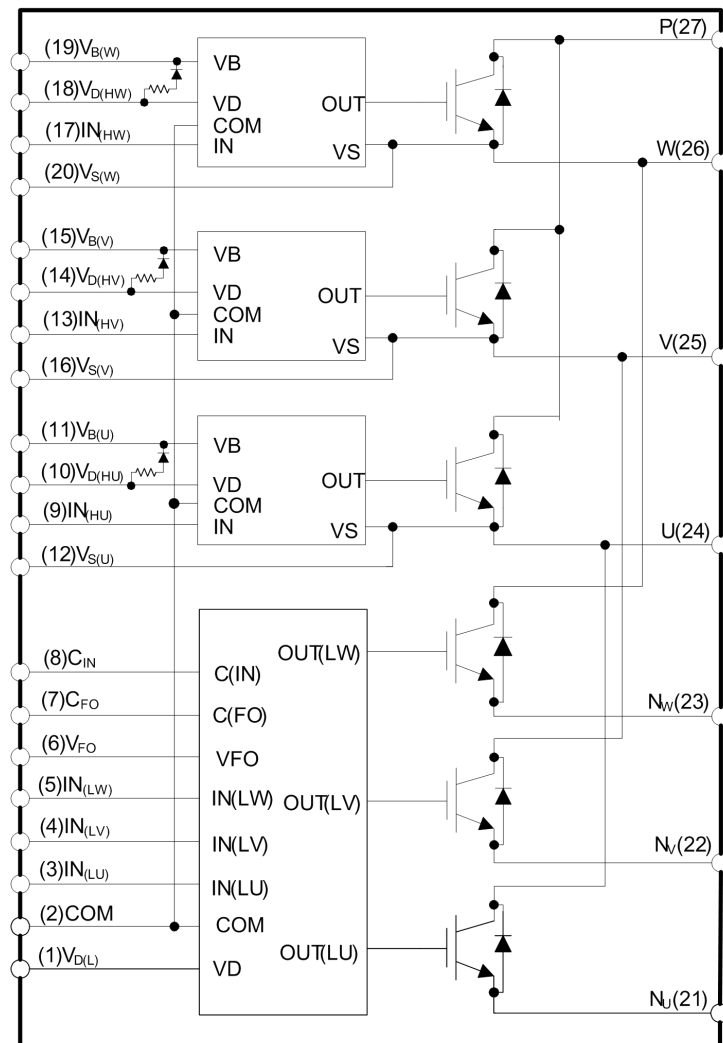 (19)VB(W)
(18)VD(HW)
(17)IN(HW)
(20)VS(W)
VB
VD
COM
IN
OUT
VS
P(27)
W(26)
(15)VB(V)
(14)VD(HV)
(13)IN(HV)
(16)VS(V)
VB
VD
COM
IN
OUT
VS
V(25)
(11)VB(U)
(10)VD(HU)
(9)IN(HU)
(12)VS(U)
VB
VD
COM
IN
OUT
VS
U(24)
(8)CIN
(7)CFO
(6)VFO
(5)IN(LW)
(4)IN(LV)
(3)IN(LU)
(2)COM
(1)VD(L)
C(IN)
C(FO)
VFO
IN(LW)
IN(LV)
IN(LU)
COM
VD
OUT(LW)
OUT(LV)
OUT(LU)
NW(23)
NV(22)
NU(21)